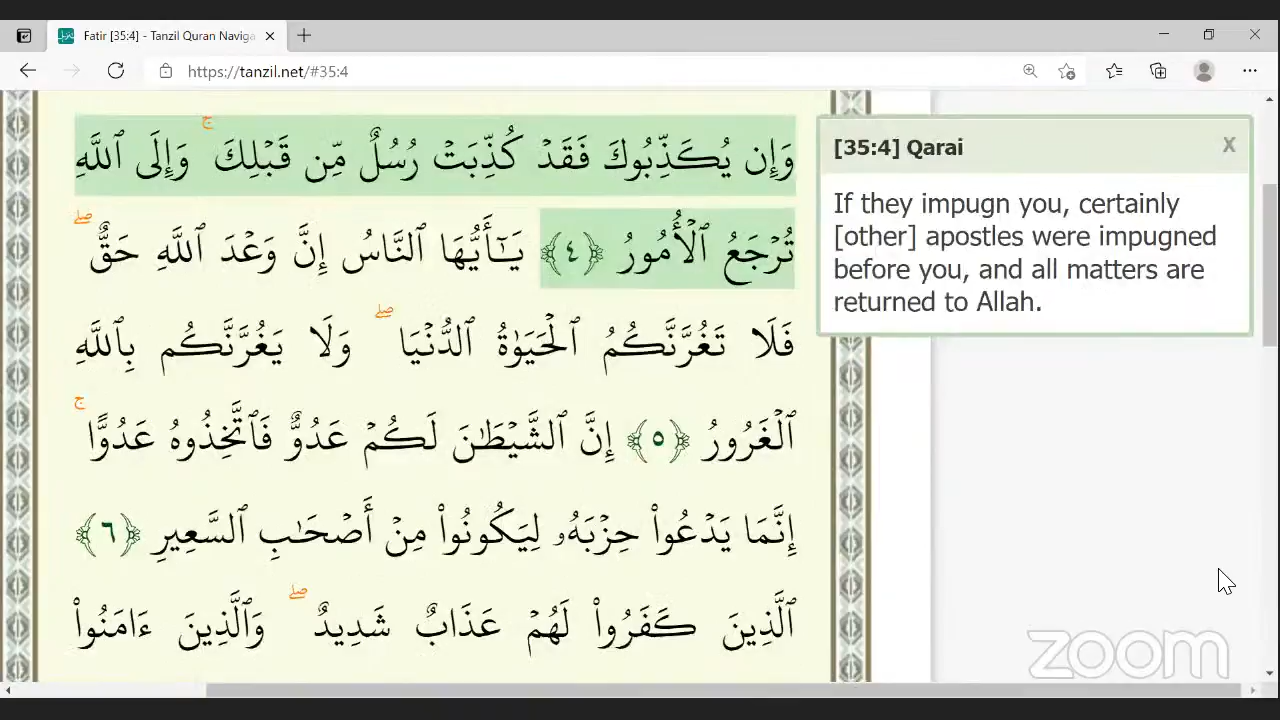 Fatir [35:4] - Tanzil Quran Naviga
https://tanzil.net/#35:4
وَإِن يُكَذِّبُوكَ فَقَدْ كُذِّبَتْ رُسُلٌ مِّن قَبْلِكَ ۚ وَإِلَى ٱللَّهِ
تُرْجَعُ ٱلْأُمُورُ ﴿٤﴾ يَـٰٓأَيُّهَا ٱلنَّاسُ إِنَّ وَعْدَ ٱللَّهِ حَقٌّ ۖ
فَلَا تَغُرَّنَّكُمُ ٱلْحَيَوٰةُ ٱلدُّنْيَا ۖ وَلَا يَغُرَّنَّكُم بِٱللَّهِ
ٱلْغَرُورُ ﴿٥﴾ إِنَّ ٱلشَّيْطَـٰنَ لَكُمْ عَدُوٌّ فَٱتَّخِذُوهُ عَدُوًّا ۚ
إِنَّمَا يَدْعُوا۟ حِزْبَهُۥ لِيَكُونُوا۟ مِنْ أَصْحَـٰبِ ٱلسَّعِيرِ ﴿٦﴾
ٱلَّذِينَ كَفَرُوا۟ لَهُمْ عَذَابٌ شَدِيدٌ ۖ وَٱلَّذِينَ ءَامَنُوا۟
[35:4] Qarai
X
If they impugn you, certainly
[other] apostles were impugned
before you, and all matters are
returned to Allah.
zoom